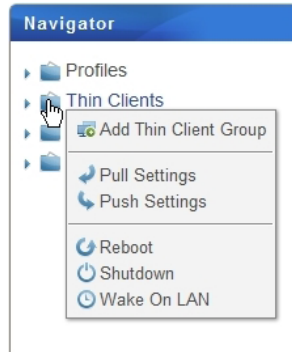 Navigator
Profiles
Thin Clients
Add Thin Client Group
Pull Settings
Push Settings
Reboot
Shutdown
Wake On LAN